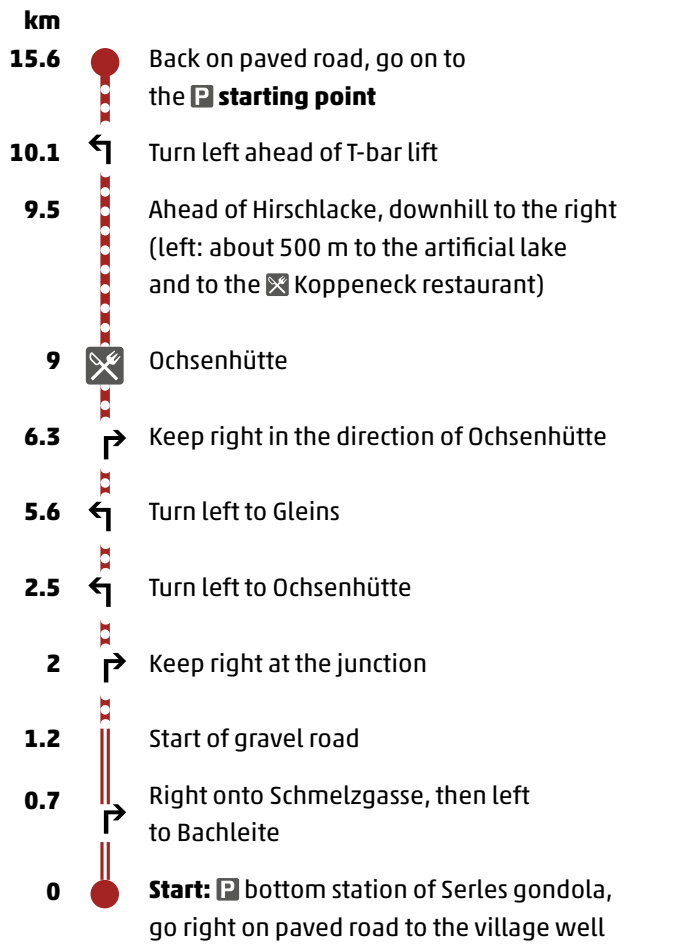 km
15.6 Back on paved road, go on to
the P starting point
10.1 Turn left ahead of T-bar lift
9.5 Ahead of Hirschlacke, downhill to the right
(left: about 500 m to the artificial lake
and to the Koppeneck restaurant)
9 Ochsenhütte
6.3 Keep right in the direction of Ochsenhütte
5.6 Turn left to Gleins
2.5 Turn left to Ochsenhütte
2 Keep right at the junction
1.2 Start of gravel road
0.7 Right onto Schmelzgasse, then left
to Bachleite
0 Start: P bottom station of Serles gondola,
go right on paved road to the village well